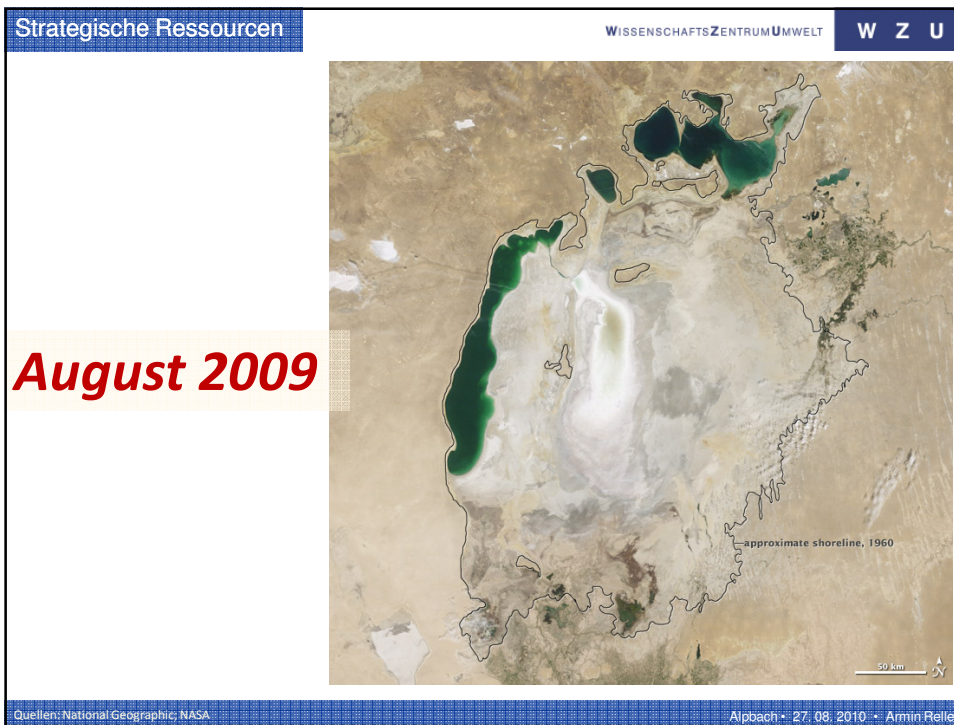 Strategische Ressourcen
WISSENSCHAFTSZENTRUMUMWELT
W Z U
August 2009
approximate shoreline, 1960
50 km
N
Quellen: National Geographic; NASA
Alpbach • 27. 08. 2010 • Armin Relle